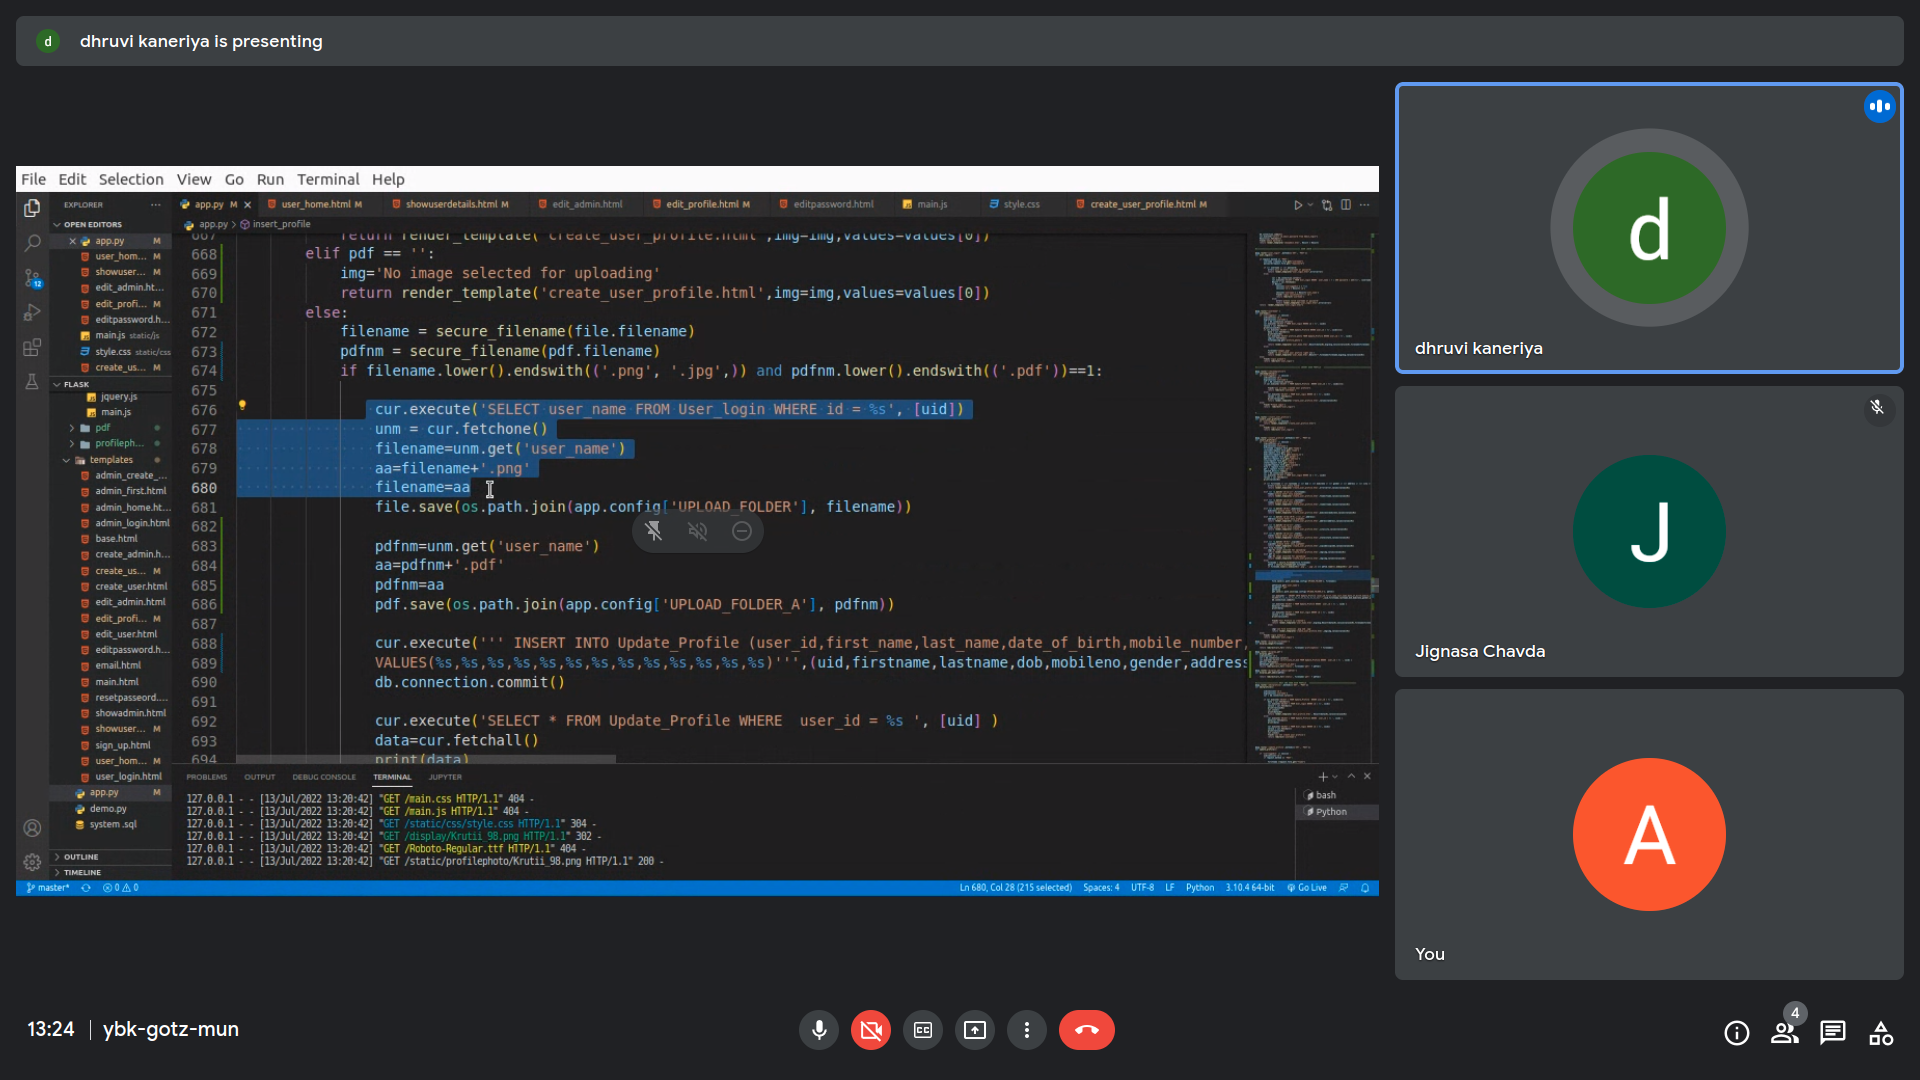 d dhruvi kaneriya is presenting
File Edit Selection View Go Run Terminal Help
EXPLORER ...
OPEN EDITORS
app.py M
user_hom... M
showuser... M
edit_admin.ht... M
edit_profi... M
editpassword.h...
main.js static/js
style.css static/css
create_us... M
FLASK
jquery.js
main.js
pdf
profileph...
templates
admin_create_...
admin_first.html
admin_home.ht...
admin_login.html
base.html
create_admin.h...
create_us... M
create_user.html
edit_admin.html
edit_profi... M
edit_user.html
editpassword.h...
email.html
main.html
resetpasseord....
showadmin.html
showuser... M
sign_up.html
user_hom... M
user_login.html
app.py M
demo.py
system .sql
OUTLINE
TIMELINE
12
app.py M user_home.html M showuserdetails.html M edit_admin.html edit_profile.html M editpassword.html main.js style.css create_user_profile.html M
app.py > insert_profile
667 return render_template('create_user_profile.html',img=img,values=values[0])
668 elif pdf == '':
669 img='No image selected for uploading'
670 return render_template('create_user_profile.html',img=img,values=values[0])
671 else:
672 filename = secure_filename(file.filename)
673 pdfnm = secure_filename(pdf.filename)
674 if filename.lower().endswith(('.png', '.jpg',)) and pdfnm.lower().endswith(('.pdf'))==1:
675
676 cur.execute('SELECT user_name FROM User_login WHERE id = %s', [uid])
677 unm = cur.fetchone()
678 filename=unm.get('user_name')
679 aa=filename+'.png'
680 filename=aa
681 file.save(os.path.join(app.config['UPLOAD_FOLDER'], filename))
682
683 pdfnm=unm.get('user_name')
684 aa=pdfnm+'.pdf'
685 pdfnm=aa
686 pdf.save(os.path.join(app.config['UPLOAD_FOLDER_A'], pdfnm))
687
688 cur.execute(''' INSERT INTO Update_Profile (user_id,first_name,last_name,date_of_birth,mobile_number,
689 VALUES(%s,%s,%s,%s,%s,%s,%s,%s,%s,%s,%s,%s,%s)''',(uid,firstname,lastname,dob,mobileno,gender,address
690 db.connection.commit()
691
692 cur.execute('SELECT * FROM Update_Profile WHERE user_id = %s ', [uid] )
693 data=cur.fetchall()
694 print(data)
PROBLEMS OUTPUT DEBUG CONSOLE TERMINAL JUPYTER
127.0.0.1 - - [13/Jul/2022 13:20:42] "GET /main.css HTTP/1.1" 404 -
127.0.0.1 - - [13/Jul/2022 13:20:42] "GET /main.js HTTP/1.1" 404 -
127.0.0.1 - - [13/Jul/2022 13:20:42] "GET /static/css/style.css HTTP/1.1" 304 -
127.0.0.1 - - [13/Jul/2022 13:20:42] "GET /display/Krutii_98.png HTTP/1.1" 302 -
127.0.0.1 - - [13/Jul/2022 13:20:42] "GET /Roboto-Regular.ttf HTTP/1.1" 404 -
127.0.0.1 - - [13/Jul/2022 13:20:42] "GET /static/profilephoto/Krutii_98.png HTTP/1.1" 200 -
bash
Python
master* 0 0 Ln 680, Col 28 (215 selected) Spaces: 4 UTF-8 LF Python 3.10.4 64-bit Go Live
d
dhruvi kaneriya
J
Jignasa Chavda
A
You
13:24 | ybk-gotz-mun
CC
4